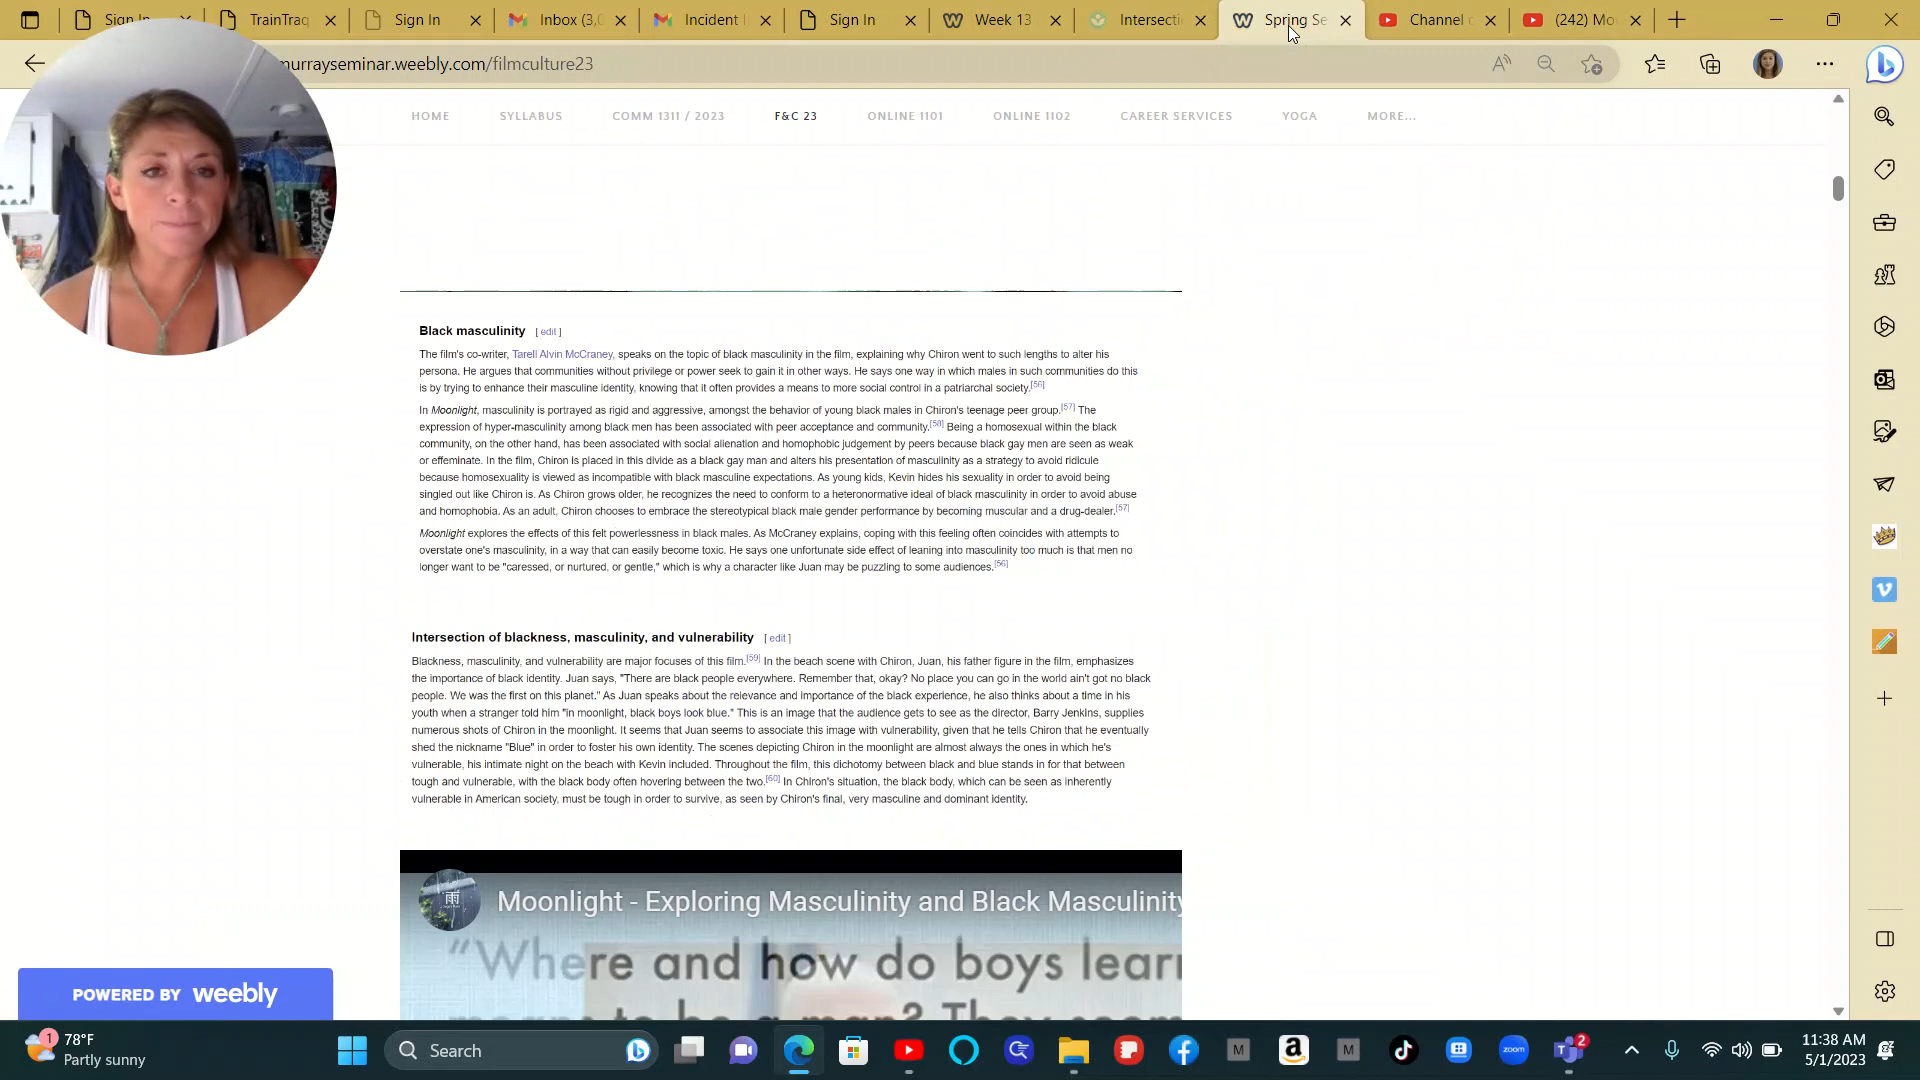 Sign In
TrainTraq
Sign In
Inbox (3,0
Incident
Sign In
Week 13
Intersecti
Spring Se
Channel
(242) Mo
murrayseminar.weebly.com/filmculture23
HOME SYLLABUS COMM 1311 / 2023 F&C 23 ONLINE 1101 ONLINE 1102 CAREER SERVICES YOGA MORE...
Black masculinity [ edit ]
The film's co-writer, Tarell Alvin McCraney, speaks on the topic of black masculinity in the film, explaining why Chiron went to such lengths to alter his
persona. He argues that communities without privilege or power seek to gain it in other ways. He says one way in which males in such communities do this
is by trying to enhance their masculine identity, knowing that it often provides a means to more social control in a patriarchal society.[56]
In Moonlight, masculinity is portrayed as rigid and aggressive, amongst the behavior of young black males in Chiron's teenage peer group.[57] The
expression of hyper-masculinity among black men has been associated with peer acceptance and community.[58] Being a homosexual within the black
community, on the other hand, has been associated with social alienation and homophobic judgement by peers because black gay men are seen as weak
or effeminate. In the film, Chiron is placed in this divide as a black gay man and alters his presentation of masculinity as a strategy to avoid ridicule
because homosexuality is viewed as incompatible with black masculine expectations. As young kids, Kevin hides his sexuality in order to avoid being
singled out like Chiron is. As Chiron grows older, he recognizes the need to conform to a heteronormative ideal of black masculinity in order to avoid abuse
and homophobia. As an adult, Chiron chooses to embrace the stereotypical black male gender performance by becoming muscular and a drug-dealer.[57]
Moonlight explores the effects of this felt powerlessness in black males. As McCraney explains, coping with this feeling often coincides with attempts to
overstate one's masculinity, in a way that can easily become toxic. He says one unfortunate side effect of leaning into masculinity too much is that men no
longer want to be "caressed, or nurtured, or gentle," which is why a character like Juan may be puzzling to some audiences.[56]
Intersection of blackness, masculinity, and vulnerability [ edit ]
Blackness, masculinity, and vulnerability are major focuses of this film.[59] In the beach scene with Chiron, Juan, his father figure in the film, emphasizes
the importance of black identity. Juan says, "There are black people everywhere. Remember that, okay? No place you can go in the world ain't got no black
people. We was the first on this planet." As Juan speaks about the relevance and importance of the black experience, he also thinks about a time in his
youth when a stranger told him "in moonlight, black boys look blue." This is an image that the audience gets to see as the director, Barry Jenkins, supplies
numerous shots of Chiron in the moonlight. It seems that Juan seems to associate this image with vulnerability, given that he tells Chiron that he eventually
shed the nickname "Blue" in order to foster his own identity. The scenes depicting Chiron in the moonlight are almost always the ones in which he's
vulnerable, his intimate night on the beach with Kevin included. Throughout the film, this dichotomy between black and blue stands in for that between
tough and vulnerable, with the black body often hovering between the two.[60] In Chiron's situation, the black body, which can be seen as inherently
vulnerable in American society, must be tough in order to survive, as seen by Chiron's final, very masculine and dominant identity.
雨
Moonlight - Exploring Masculinity and Black Masculinity
“Where and how do boys learn
means to be a man? They seem
POWERED BY weebly
1
78°F
Partly sunny
Search
M
M
zoom
2
11:38 AM
5/1/2023